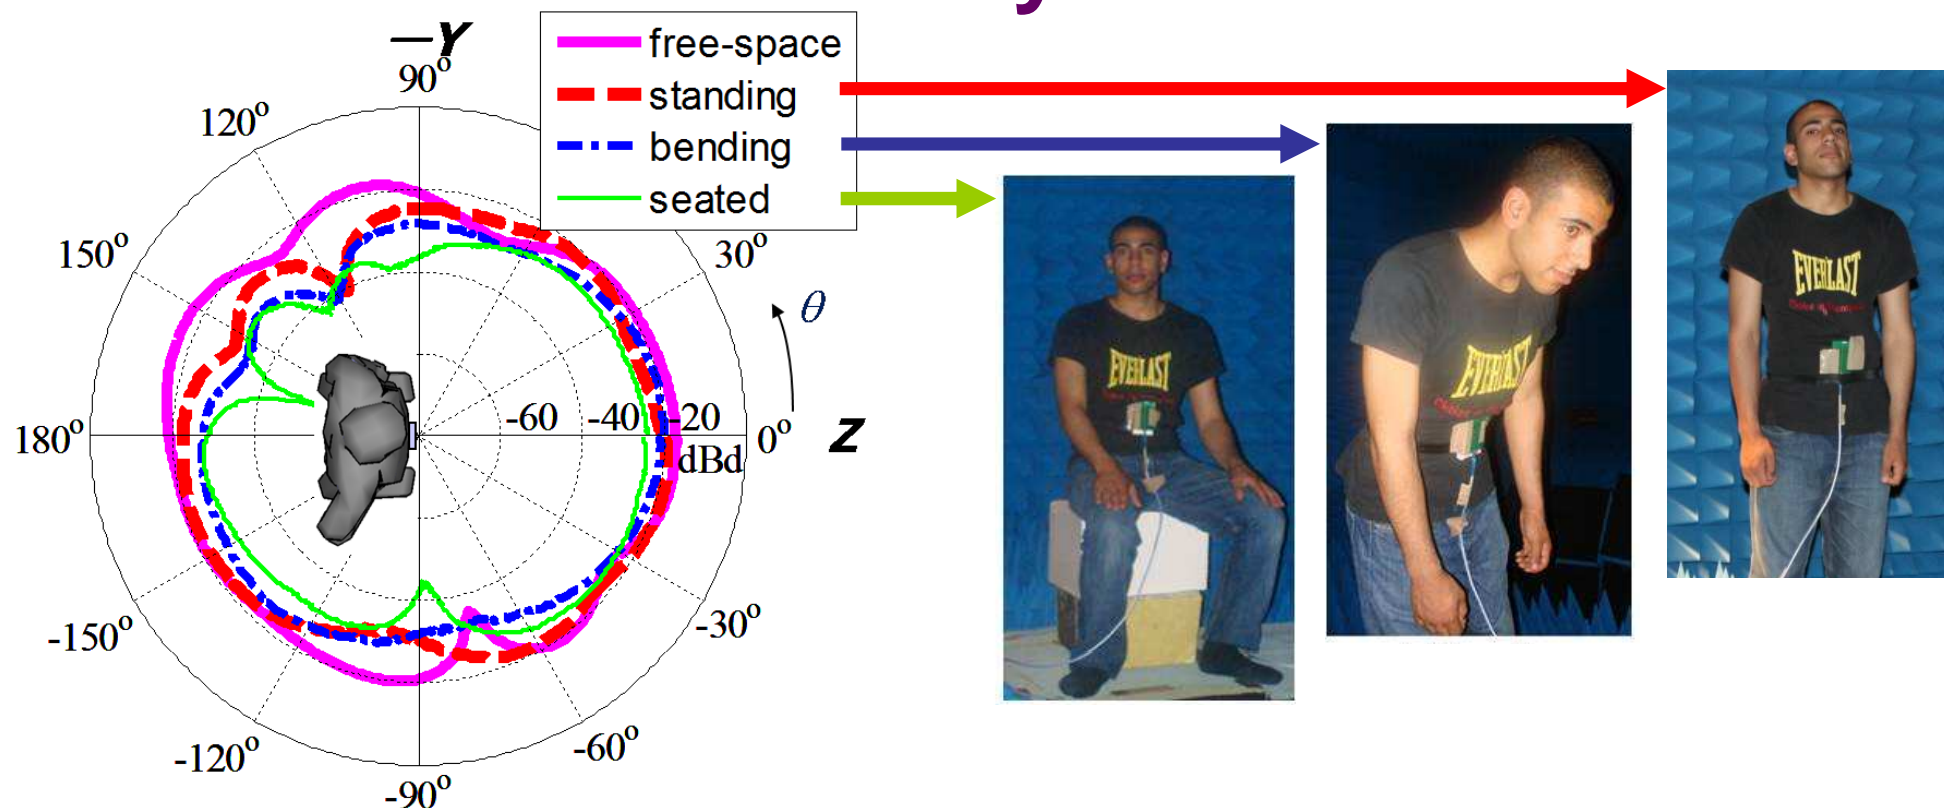 y
—Y
free-space
standing
bending
seated
90°
120°
150°
180°
-150°
-120°
-90°
-60°
-30°
0°
30°
θ
Z
-60
-40
-20
dBd
EVERLAST
EVERLAST
EVERLAST